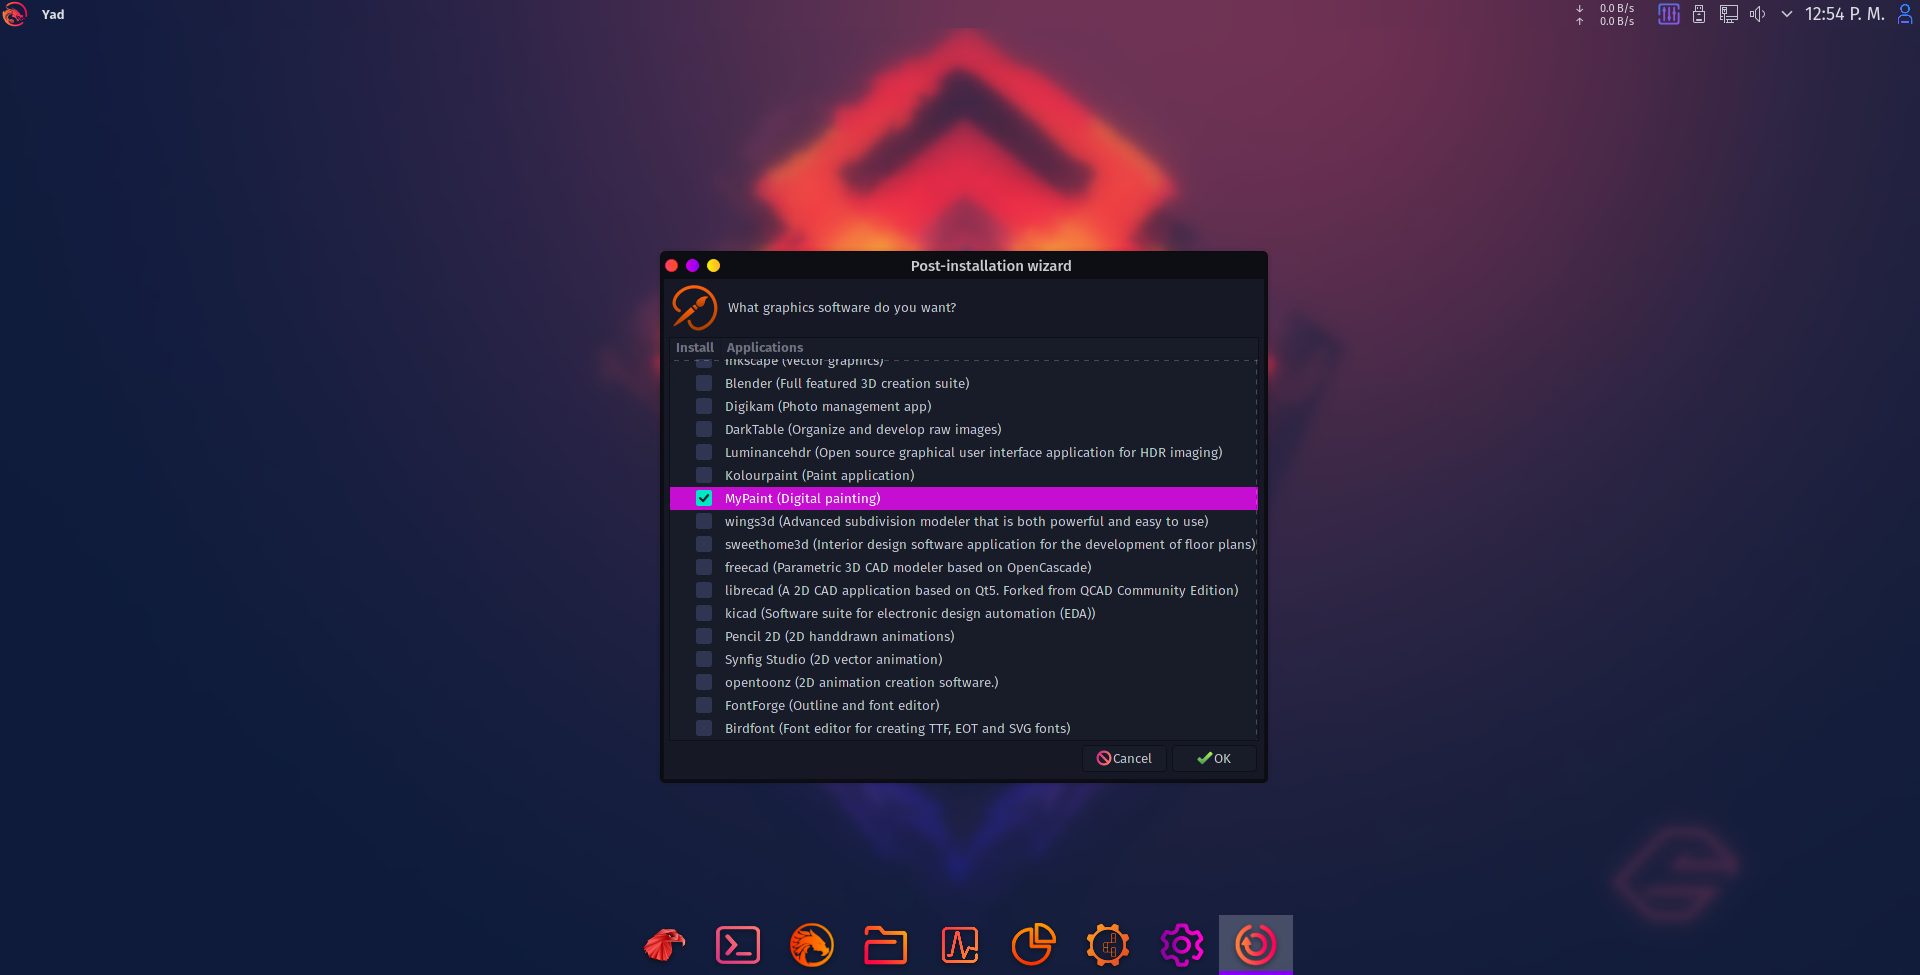 Yad
0.0 B/s
0.0 B/s
12:54 P. M.
Post-installation wizard
What graphics software do you want?
Install Applications
Inkscape (vector graphics)
Blender (Full featured 3D creation suite)
Digikam (Photo management app)
DarkTable (Organize and develop raw images)
Luminancehdr (Open source graphical user interface application for HDR imaging)
Kolourpaint (Paint application)
MyPaint (Digital painting)
wings3d (Advanced subdivision modeler that is both powerful and easy to use)
sweethome3d (Interior design software application for the development of floor plans)
freecad (Parametric 3D CAD modeler based on OpenCascade)
librecad (A 2D CAD application based on Qt5. Forked from QCAD Community Edition)
kicad (Software suite for electronic design automation (EDA))
Pencil 2D (2D handdrawn animations)
Synfig Studio (2D vector animation)
opentoonz (2D animation creation software.)
FontForge (Outline and font editor)
Birdfont (Font editor for creating TTF, EOT and SVG fonts)
Cancel OK